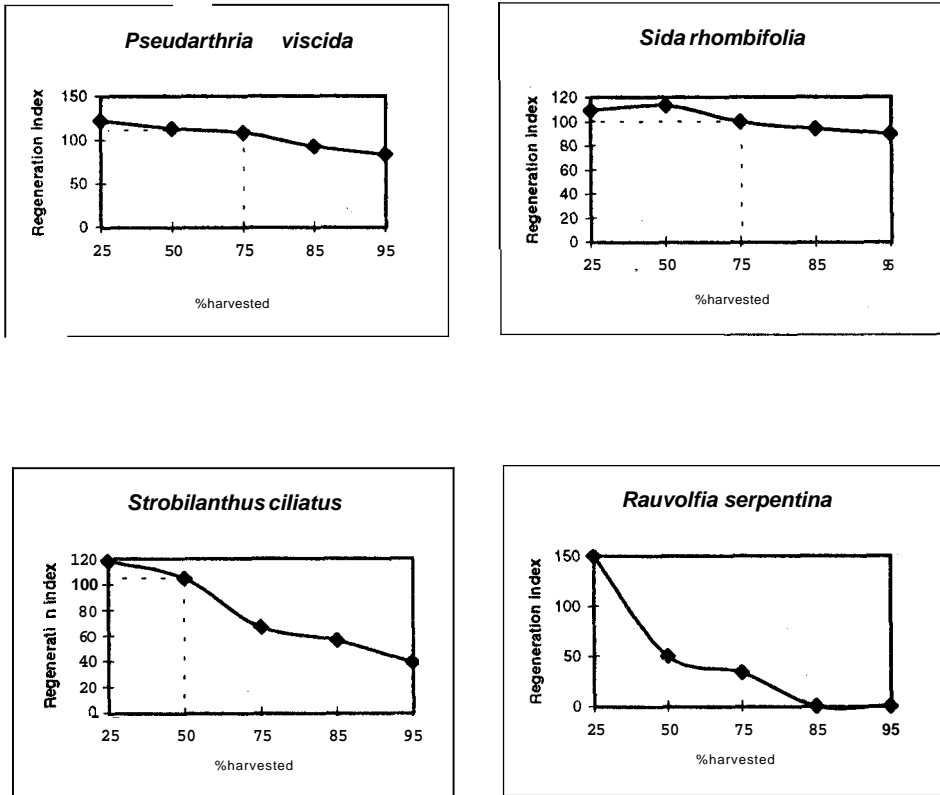 Pseudarthria viscida
Regeneration index
150
100
50
0
25 50 75 85 95
%harvested
Sida rhombifolia
Regeneration index
120
100
80
60
40
20
0
25 50 75 85 95
%harvested
Strobilanthus ciliatus
Regenerati n index
120
100
80
60
40
20
0
25 50 75 85 95
%harvested
Rauvolfia serpentina
Regeneration index
150
100
50
0
25 50 75 85 95
%harvested